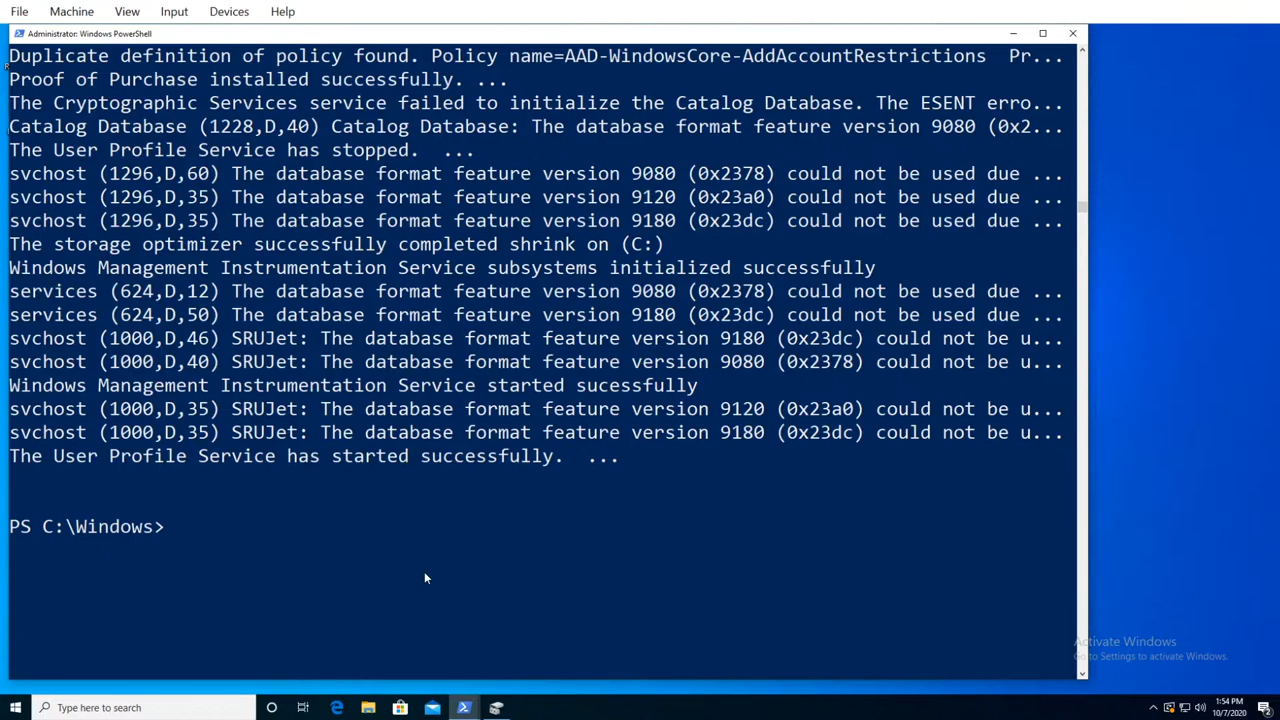 File Machine View Input Devices Help
Administrator: Windows PowerShell
Duplicate definition of policy found. Policy name=AAD-WindowsCore-AddAccountRestrictions  Pr...
Proof of Purchase installed successfully. ...
The Cryptographic Services service failed to initialize the Catalog Database. The ESENT erro...
Catalog Database (1228,D,40) Catalog Database: The database format feature version 9080 (0x2...
The User Profile Service has stopped.  ...
svchost (1296,D,60) The database format feature version 9080 (0x2378) could not be used due ...
svchost (1296,D,35) The database format feature version 9120 (0x23a0) could not be used due ...
svchost (1296,D,35) The database format feature version 9180 (0x23dc) could not be used due ...
The storage optimizer successfully completed shrink on (C:)
Windows Management Instrumentation Service subsystems initialized successfully
services (624,D,12) The database format feature version 9080 (0x2378) could not be used due ...
services (624,D,50) The database format feature version 9180 (0x23dc) could not be used due ...
svchost (1000,D,46) SRUJet: The database format feature version 9180 (0x23dc) could not be u...
svchost (1000,D,40) SRUJet: The database format feature version 9080 (0x2378) could not be u...
Windows Management Instrumentation Service started sucessfully
svchost (1000,D,35) SRUJet: The database format feature version 9120 (0x23a0) could not be u...
svchost (1000,D,35) SRUJet: The database format feature version 9180 (0x23dc) could not be u...
The User Profile Service has started successfully.  ...
PS C:\Windows>
Activate Windows
Go to Settings to activate Windows.
Type here to search
1:54 PM
10/7/2020
2